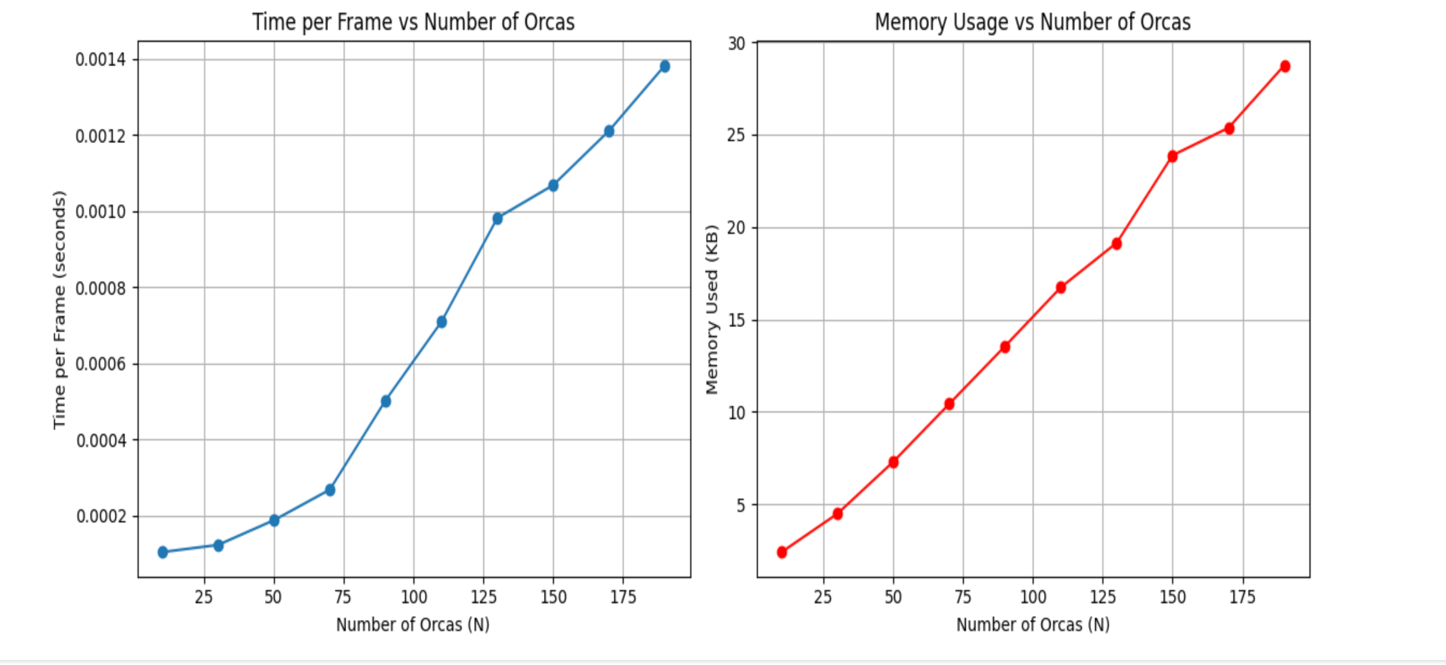 Time per Frame vs Number of Orcas
0.0014
0.0012
0.0010
0.0008
0.0006
0.0004
0.0002
Time per Frame (seconds)
25 50 75 100 125 150 175
Number of Orcas (N)
Memory Usage vs Number of Orcas
30
25
20
15
10
5
Memory Used (KB)
25 50 75 100 125 150 175
Number of Orcas (N)